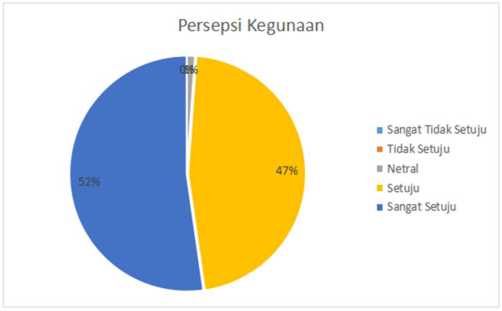 Persepsi Kegunaan
52%
47%
Sangat Tidak Setuju
Tidak Setuju
Netral
Setuju
Sangat Setuju